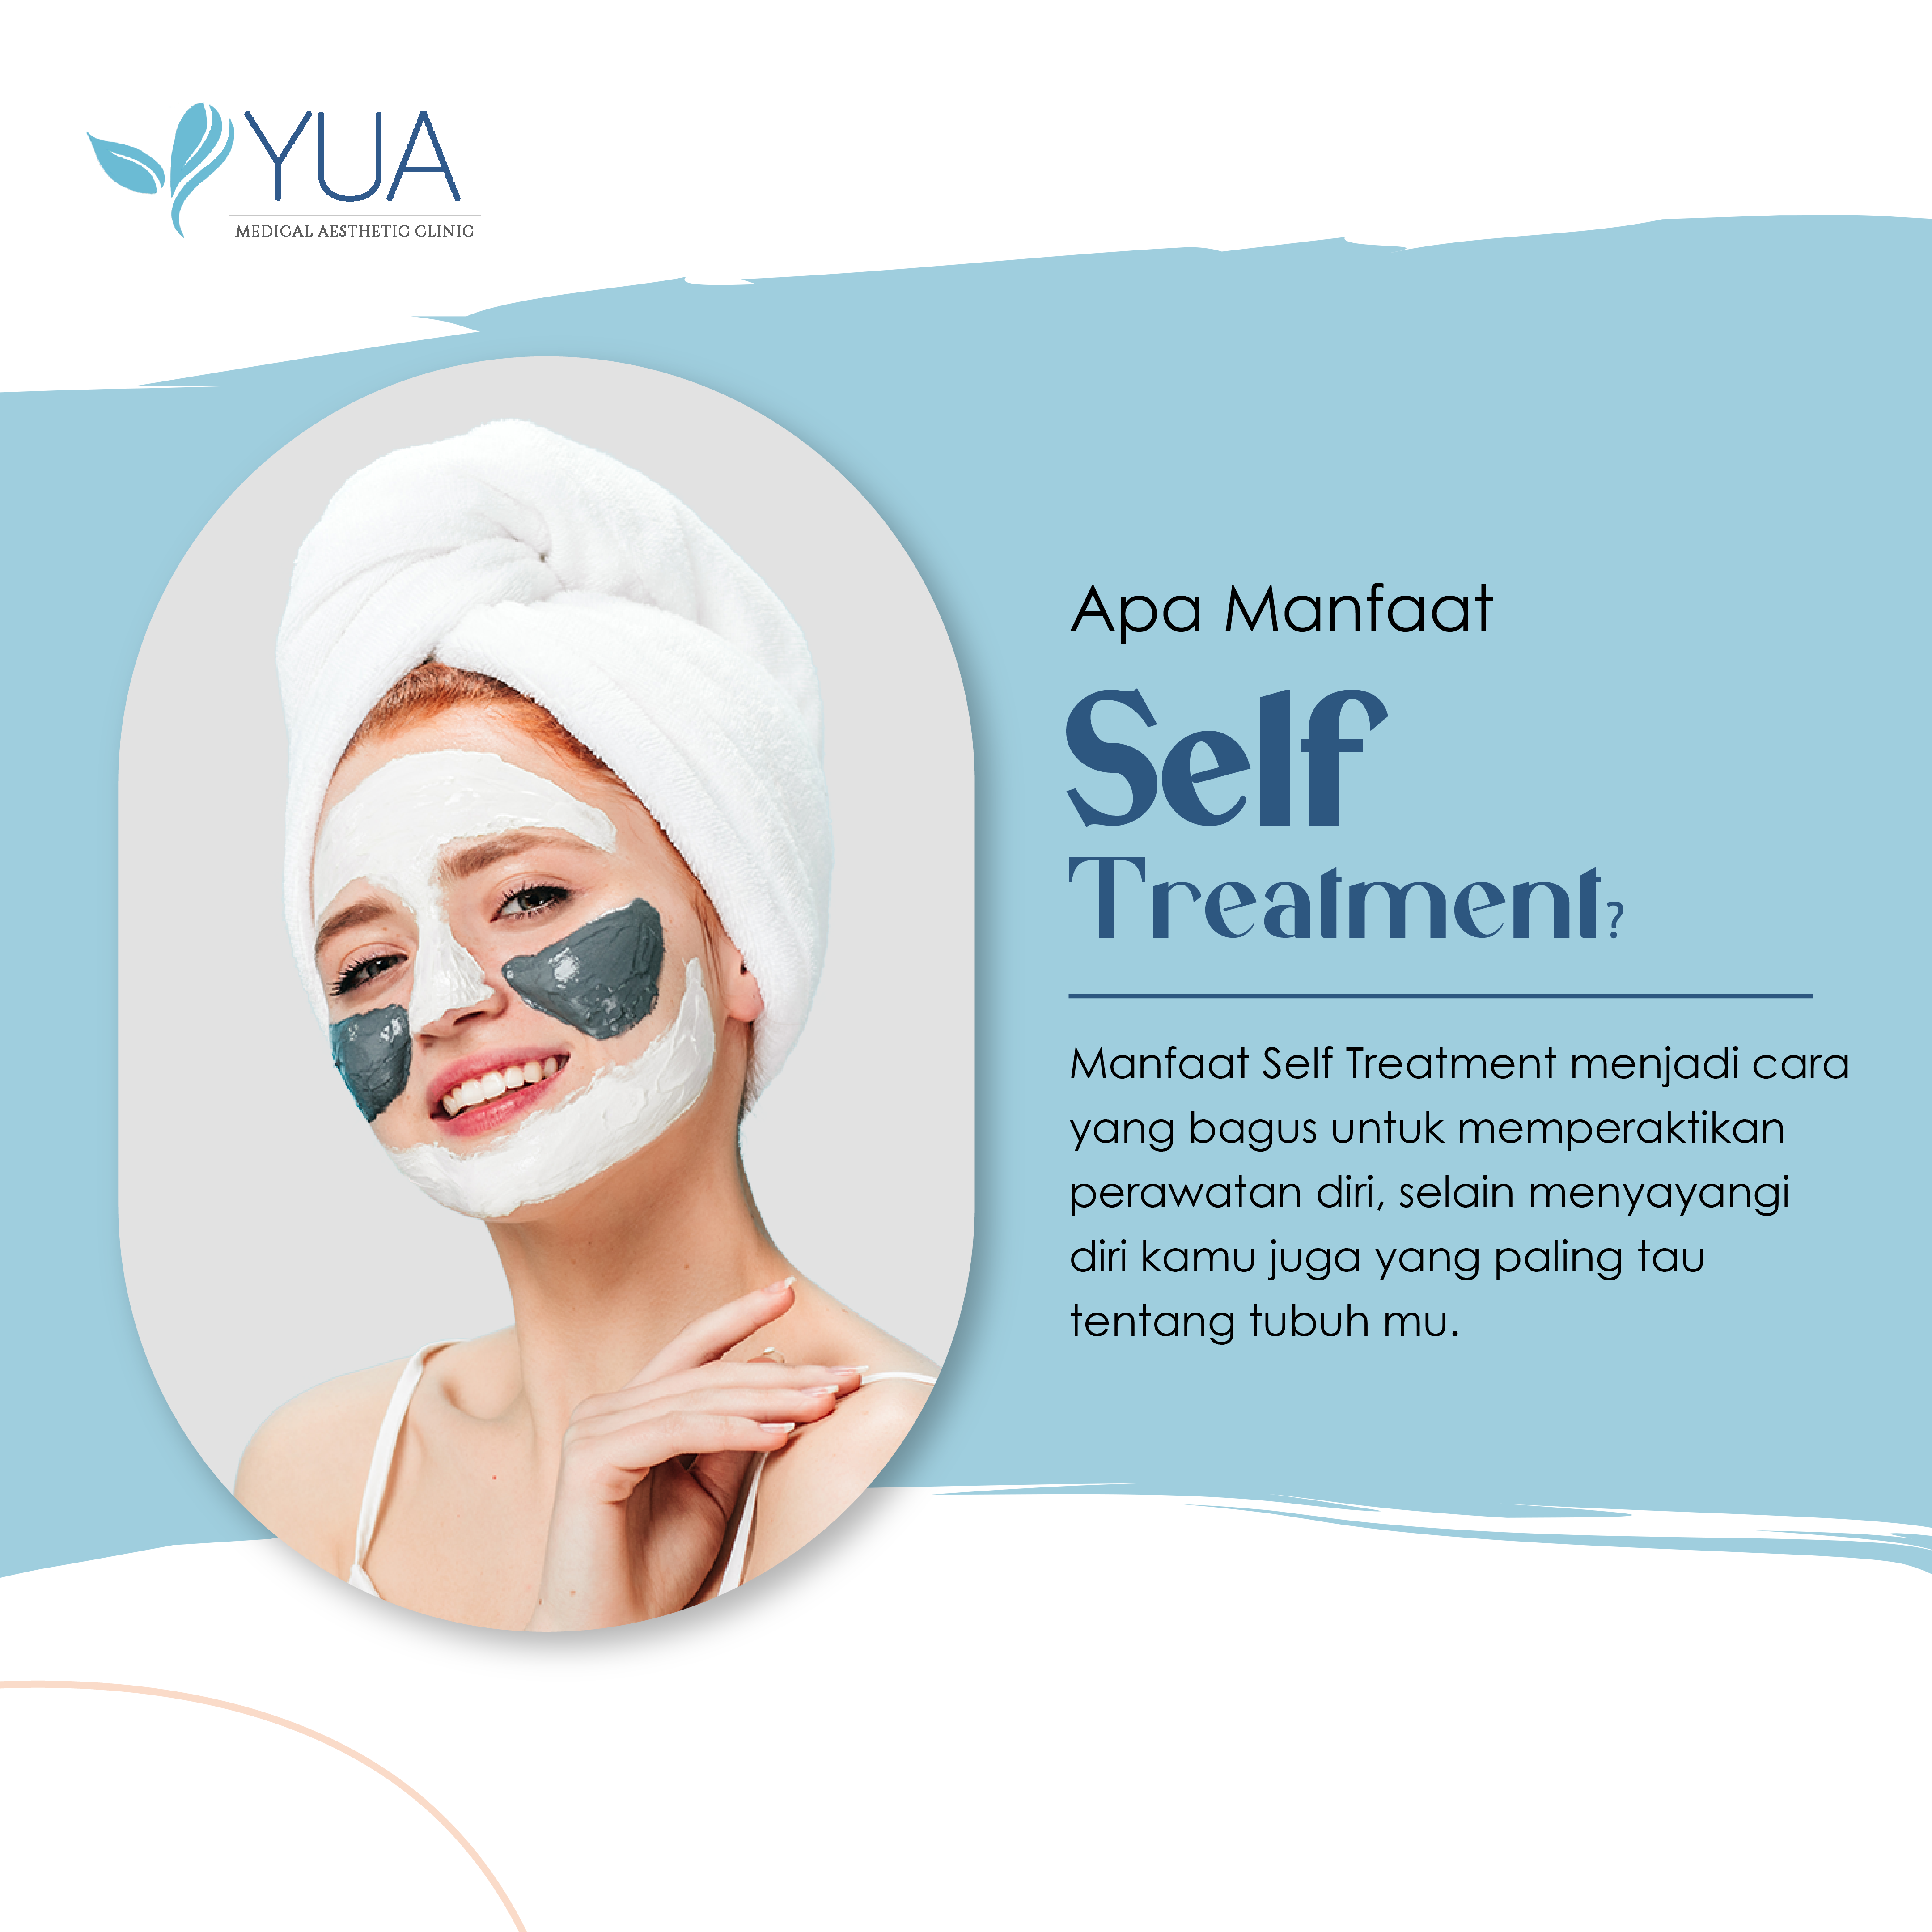 YUA
MEDICAL AESTHETIC CLINIC
Apa Manfaat
Self
Treatment?
Manfaat Self Treatment menjadi cara
yang bagus untuk memperaktikan
perawatan diri, selain menyayangi
diri kamu juga yang paling tau
tentang tubuh mu.